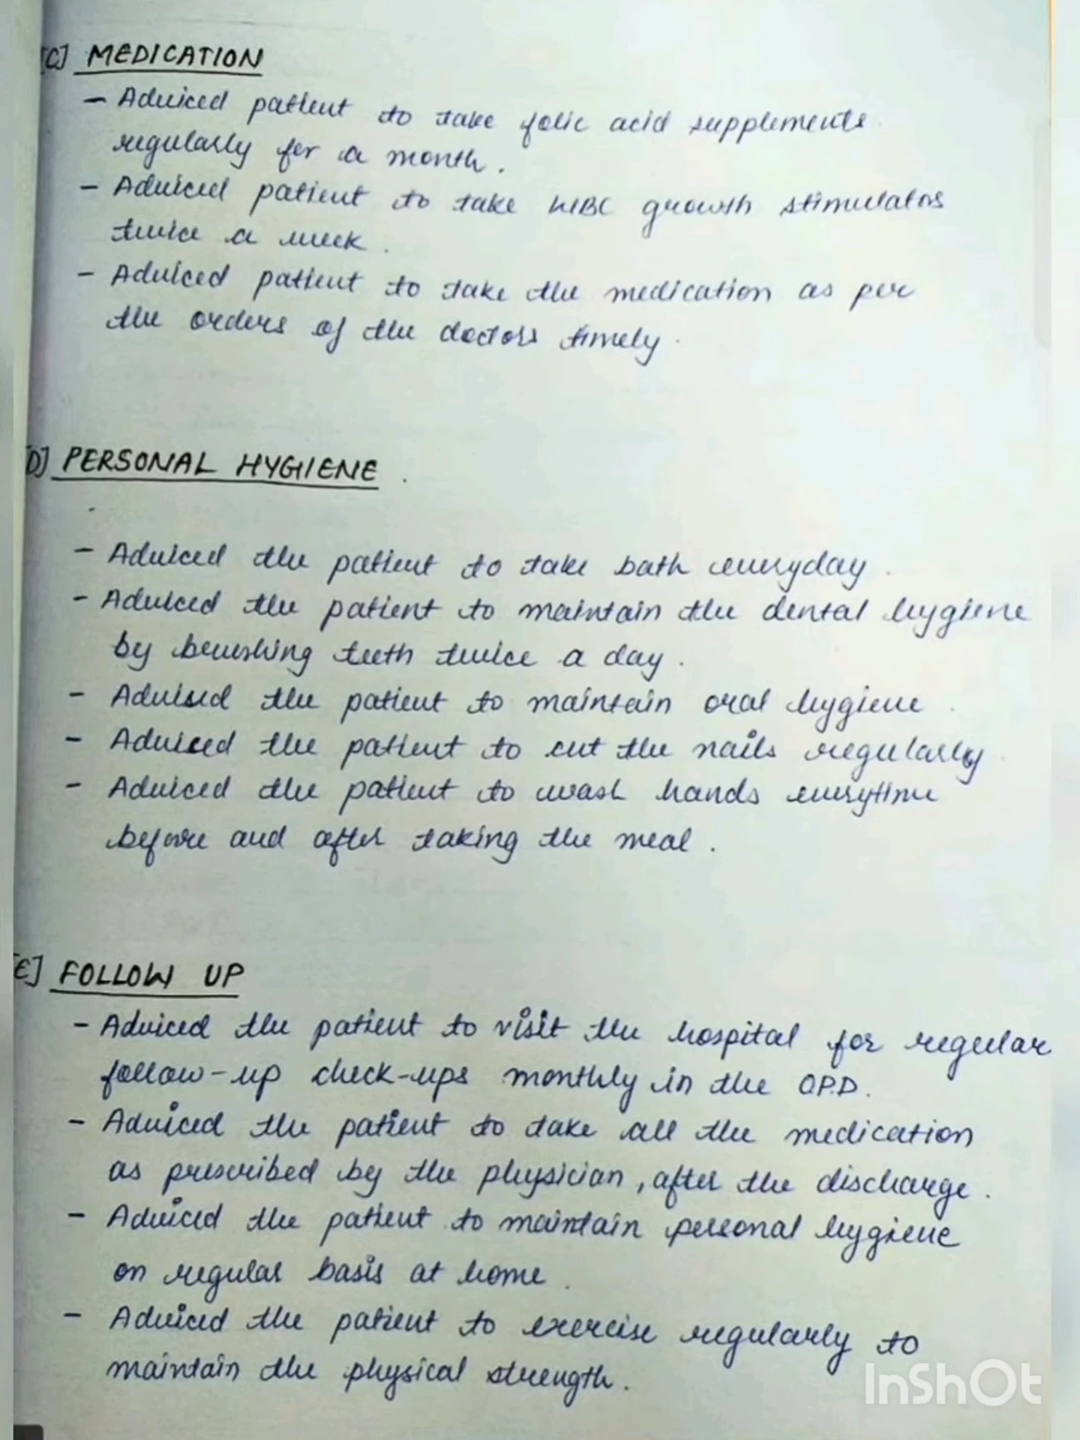 [C] MEDICATION
- Adviced patient to take folic acid supplements
regularly for a month.
- Adviced patient to take WBC growth stimulators
twice a week.
- Adviced patient to take the medication as per
the orders of the doctors timely.
[D] PERSONAL HYGIENE.
- Adviced the patient to take bath everyday.
- Adviced the patient to maintain the dental hygiene
by brushing teeth twice a day.
- Advised the patient to maintain oral hygiene.
- Adviced the patient to cut the nails regularly
- Adviced the patient to wash hands everytime
before and after taking the meal.
[E] FOLLOW UP
- Adviced the patient to visit the hospital for regular
follow-up check-ups monthly in the O.P.D.
- Adviced the patient to take all the medication
as prescribed by the physician, after the discharge.
- Adviced the patient to maintain personal hygiene
on regular basis at home.
- Adviced the patient to exercise regularly to
maintain the physical strength.
InShOt